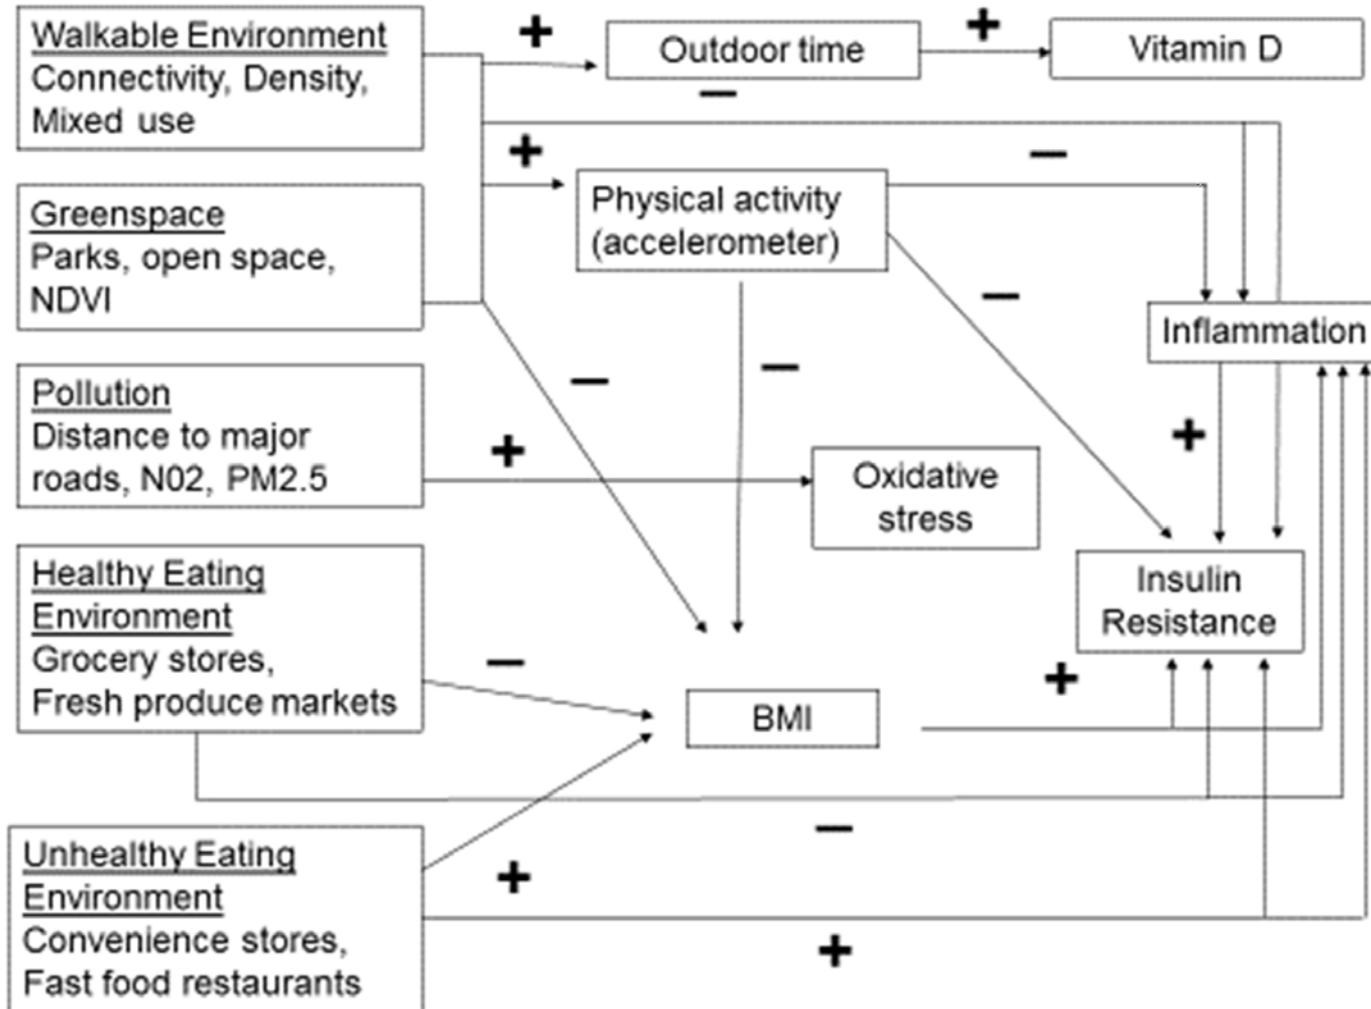 Walkable Environment
Connectivity, Density,
Mixed use
+
Outdoor time
+
Vitamin D
−
+
Physical activity
(accelerometer)
−
Greenspace
Parks, open space,
NDVI
−
Inflammation
−
−
Pollution
Distance to major
roads, N02, PM2.5
+
Oxidative
stress
+
Healthy Eating
Environment
Grocery stores,
Fresh produce markets
−
BMI
+
Insulin
Resistance
−
Unhealthy Eating
Environment
Convenience stores,
Fast food restaurants
+
+